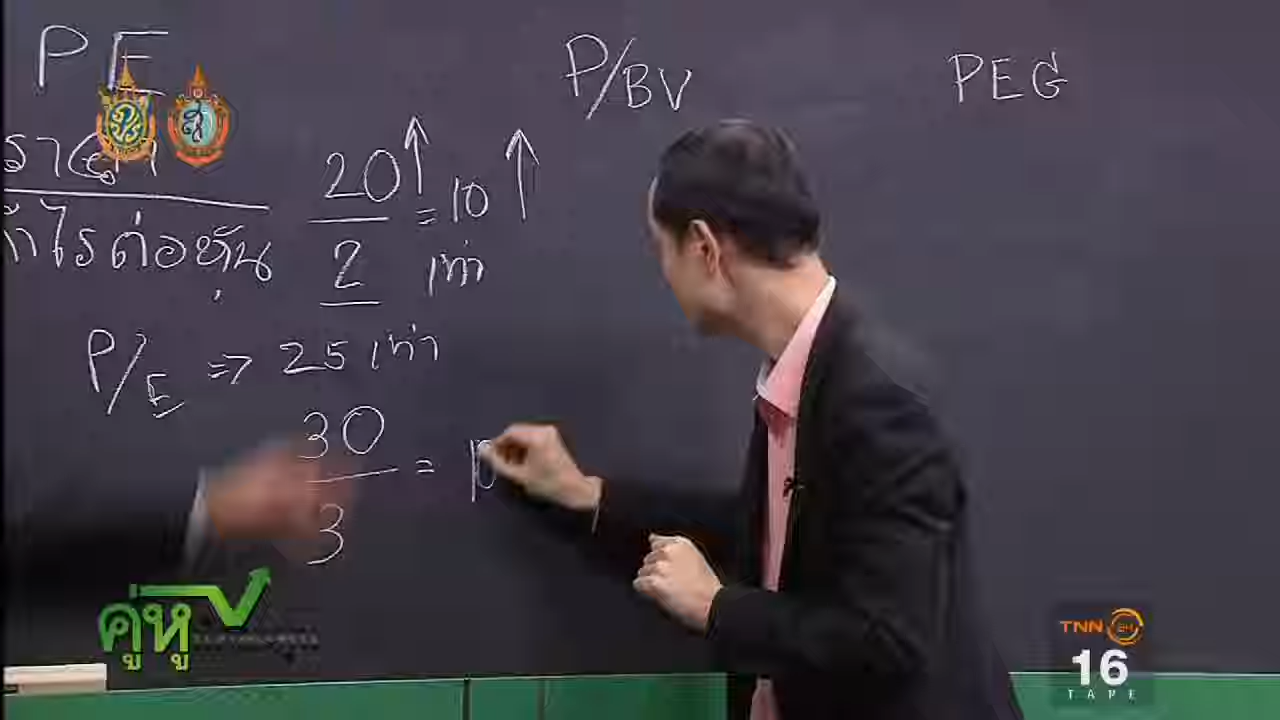 PE
P/BV
PEG
ราคา
กำไรต่อหุ้น
20
2
= 10
เท่า
P/E => 25 เท่า
30
3
= 10
คู่หู
TNN 24
16
TAPE